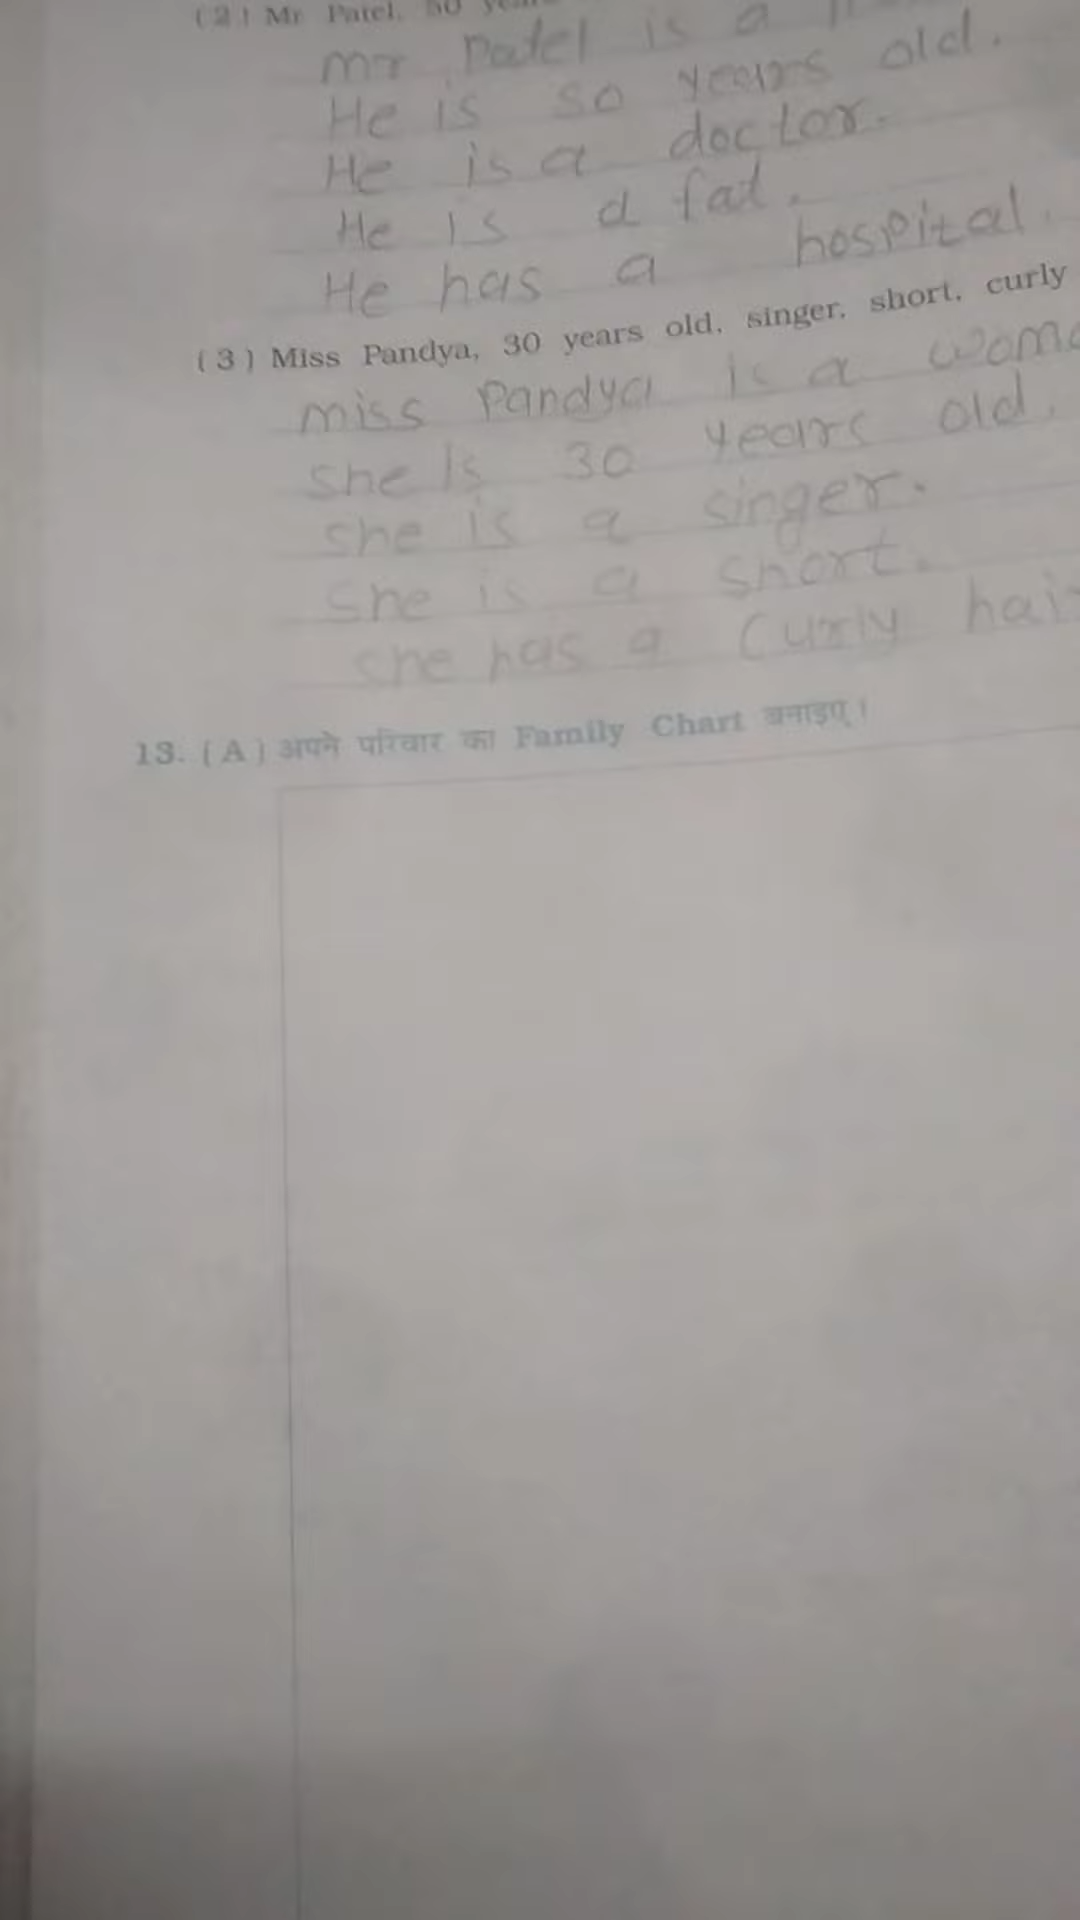 (2) Mr Patel, 50
mr patel is a
He is 50 years old.
He is a doctor.
He is a fat.
He has a hospital.
(3) Miss Pandya, 30 years old, singer, short, curly
miss Pandya is a
she is 30 years old.
she is a singer.
she is a short.
she has a curly
13. (A) अपने परिवार का Family Chart बनाइए।